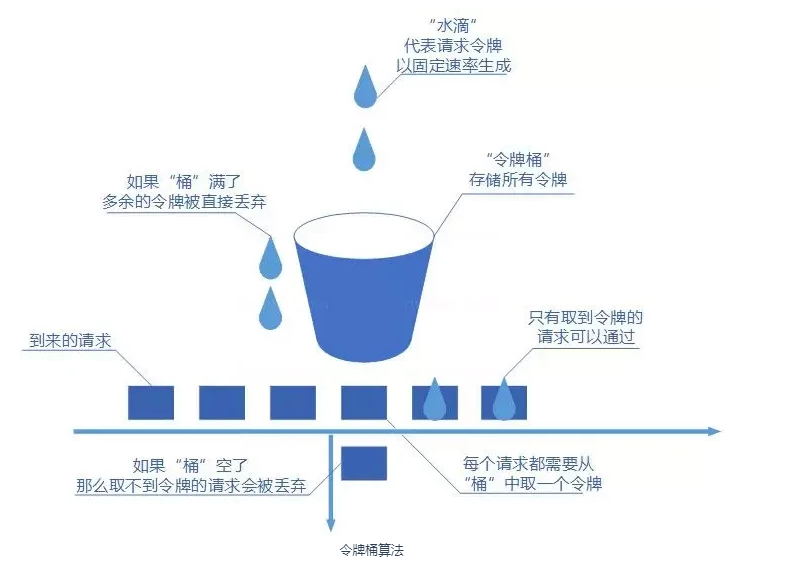 “水滴“
代表请求令牌
以固定速率生成
“令牌桶”
存储所有令牌
如果“桶”满了
多余的令牌被直接丢弃
只有取到令牌的
请求可以通过
到来的请求
如果“桶”空了
那么取不到令牌的请求会被丢弃
每个请求都需要从
“桶”中取一个令牌
令牌桶算法